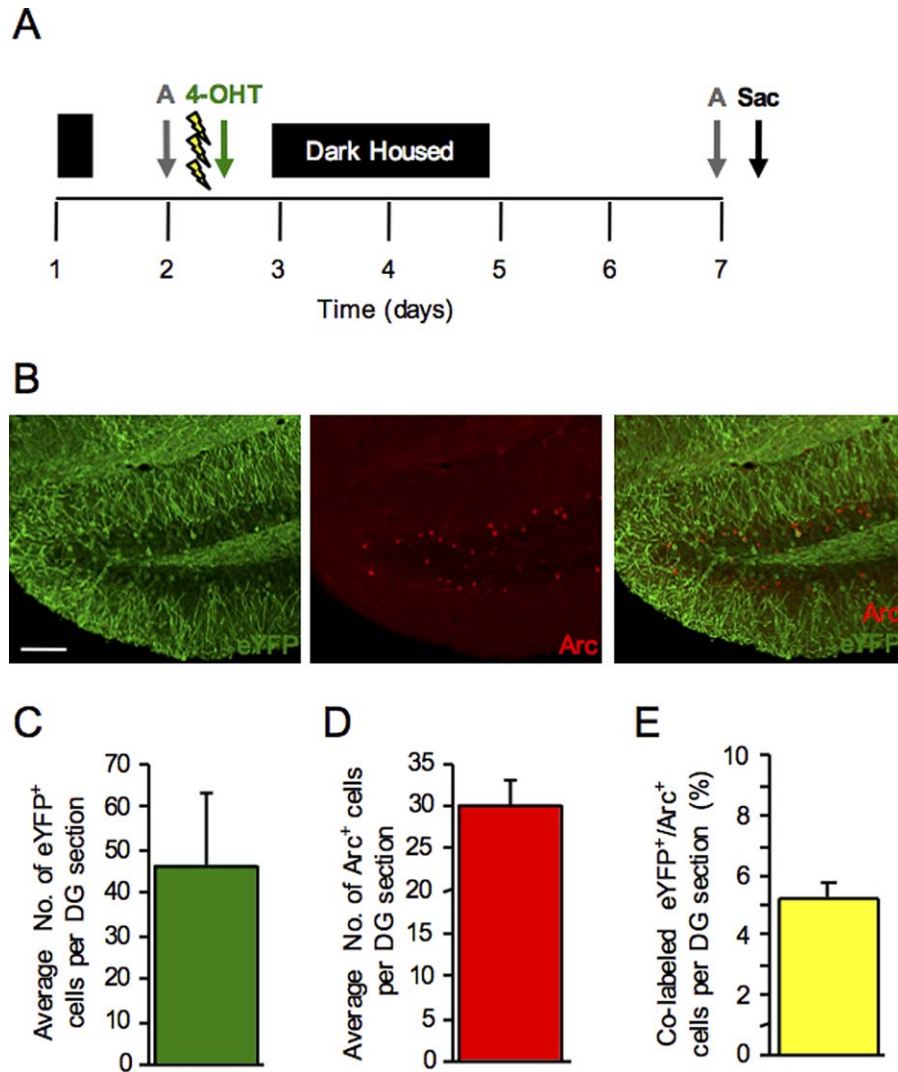 A
A 4-OHT
A Sac
Dark Housed
1 2 3 4 5 6 7
Time (days)
B
eYFP
Arc
Arc
eYFP
C
Average No. of eYFP⁺
cells per DG section
70
60
50
40
30
20
10
0
D
Average No. of Arc⁺ cells
per DG section
35
30
25
20
15
10
5
0
E
Co-labeled eYFP⁺/Arc⁺
cells per DG section (%)
10
8
6
4
2
0